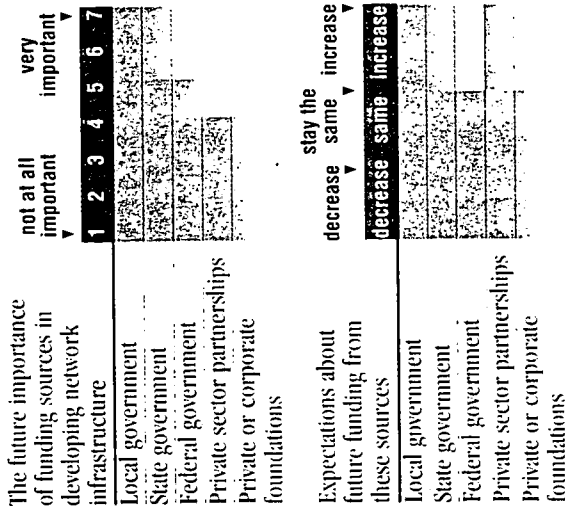 The future importance
of funding sources in
developing network
infrastructure
not at all
important
very
important
1 2 3 4 5 6 7
Local government
State government
Federal government
Private sector partnerships
Private or corporate
foundations
Expectations about
future funding from
these sources
decrease
stay the
same
increase
decrease same increase
Local government
State government
Federal government
Private sector partnerships
Private or corporate
foundations